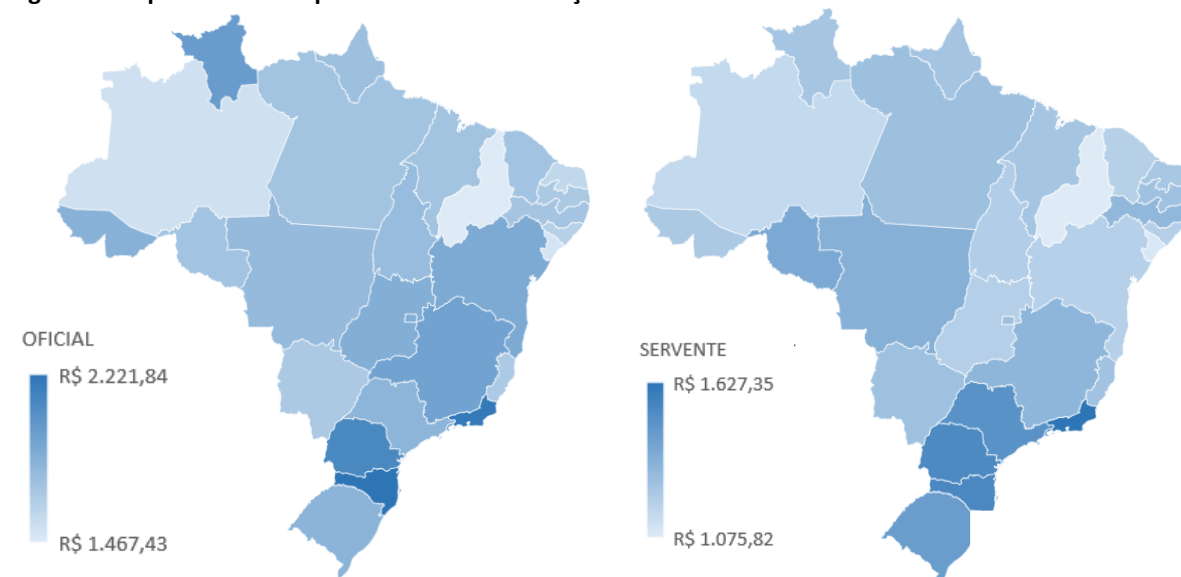 OFICIAL
R$ 2.221,84
R$ 1.467,43
SERVENTE
R$ 1.627,35
R$ 1.075,82